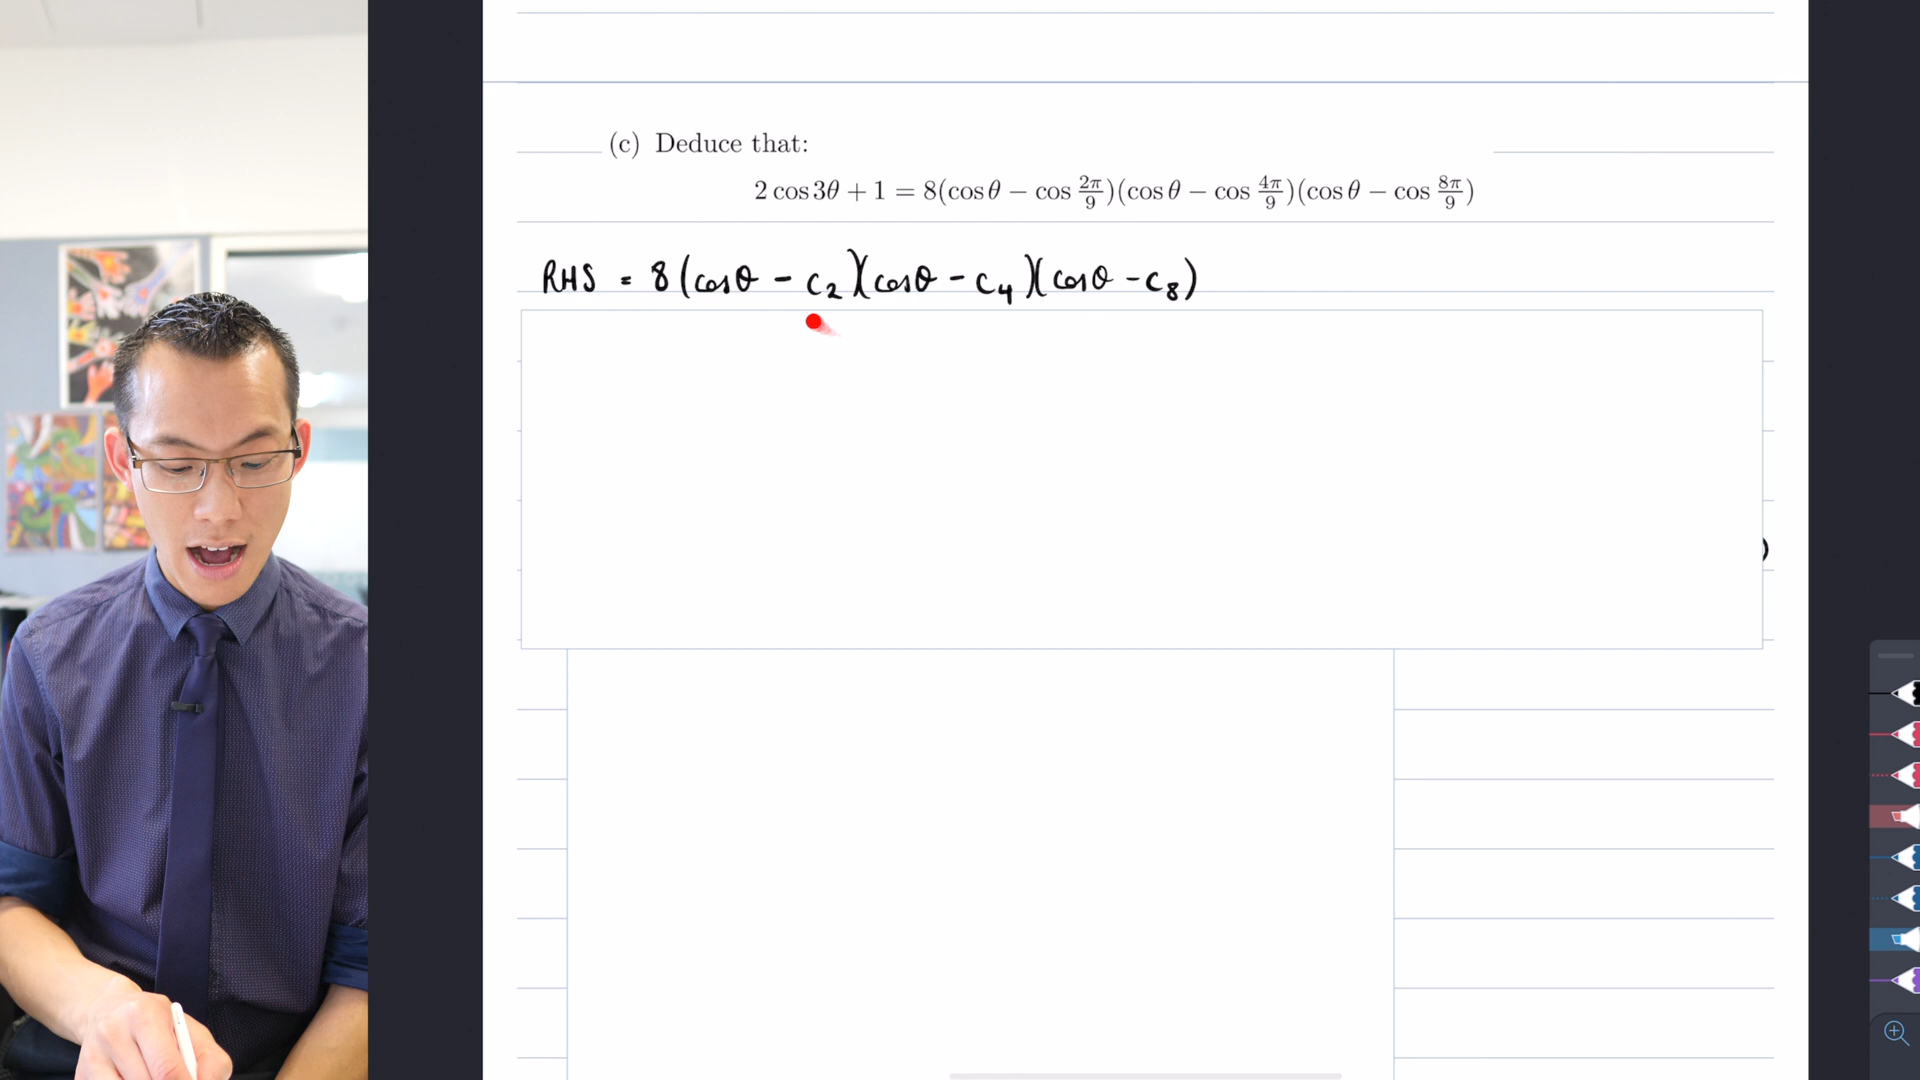 (c) Deduce that:
2 cos 3θ + 1 = 8(cos θ − cos 2π/9)(cos θ − cos 4π/9)(cos θ − cos 8π/9)
RHS = 8(cosθ − c₂)(cosθ − c₄)(cosθ − c₈)
)